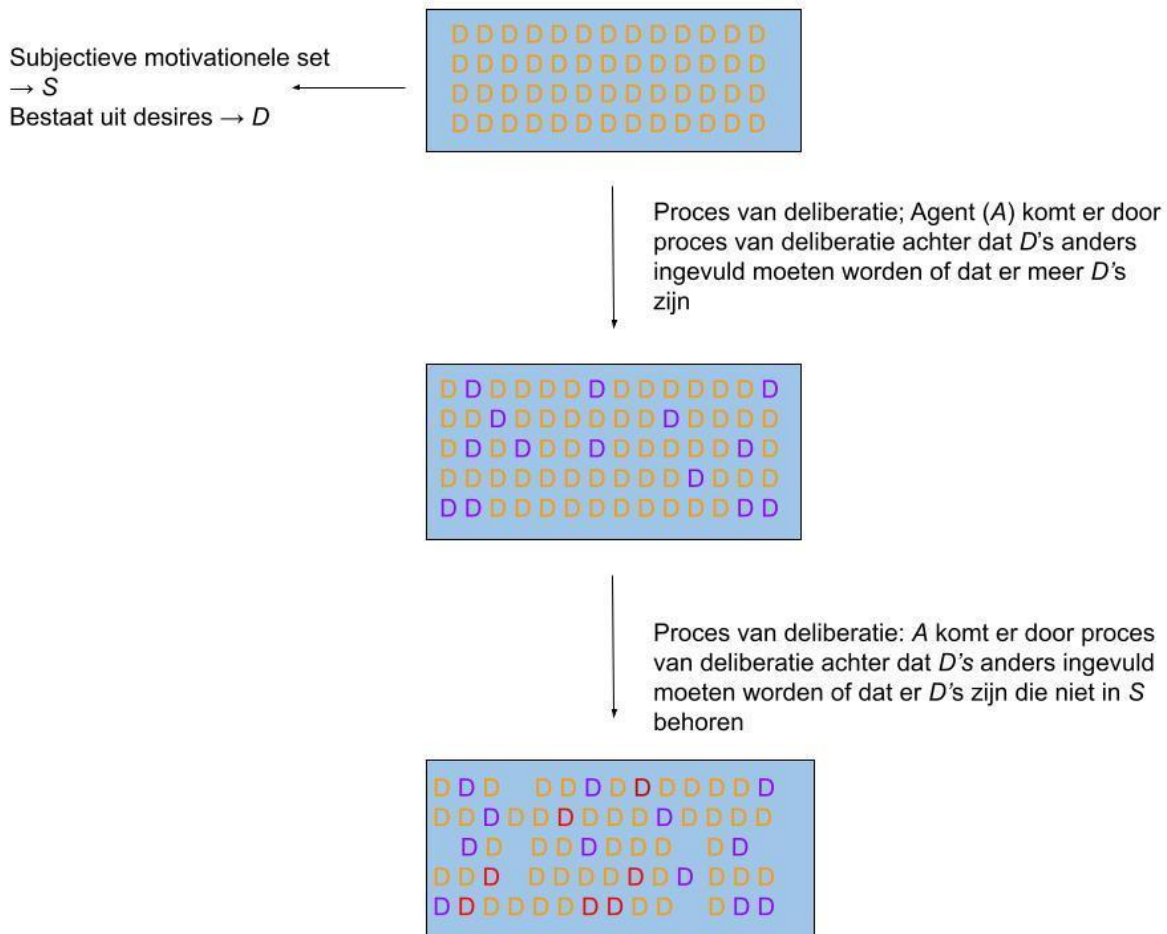 D D D D D D D D D D D D D
Subjectieve motivationele set
D D D D D D D D D D D D D
→ S
D D D D D D D D D D D D D
Bestaat uit desires → D
D D D D D D D D D D D D D
Proces van deliberatie; Agent (A) komt er door
proces van deliberatie achter dat D's anders
ingevuld moeten worden of dat er meer D's
zijn
D D D D D D D D D D D D D D
D D D D D D D D D D D D D D
D D D D D D D D D D D D D D
D D D D D D D D D D D D D D
D D D D D D D D D D D D D D
Proces van deliberatie: A komt er door proces
van deliberatie achter dat D's anders ingevuld
moeten worden of dat er D's zijn die niet in S
behoren
D D D D D D D D D D D D D
D D D D D D D D D D D D D D
D D D D D D D D D D
D D D D D D D D D D D D D
D D D D D D D D D D D D D